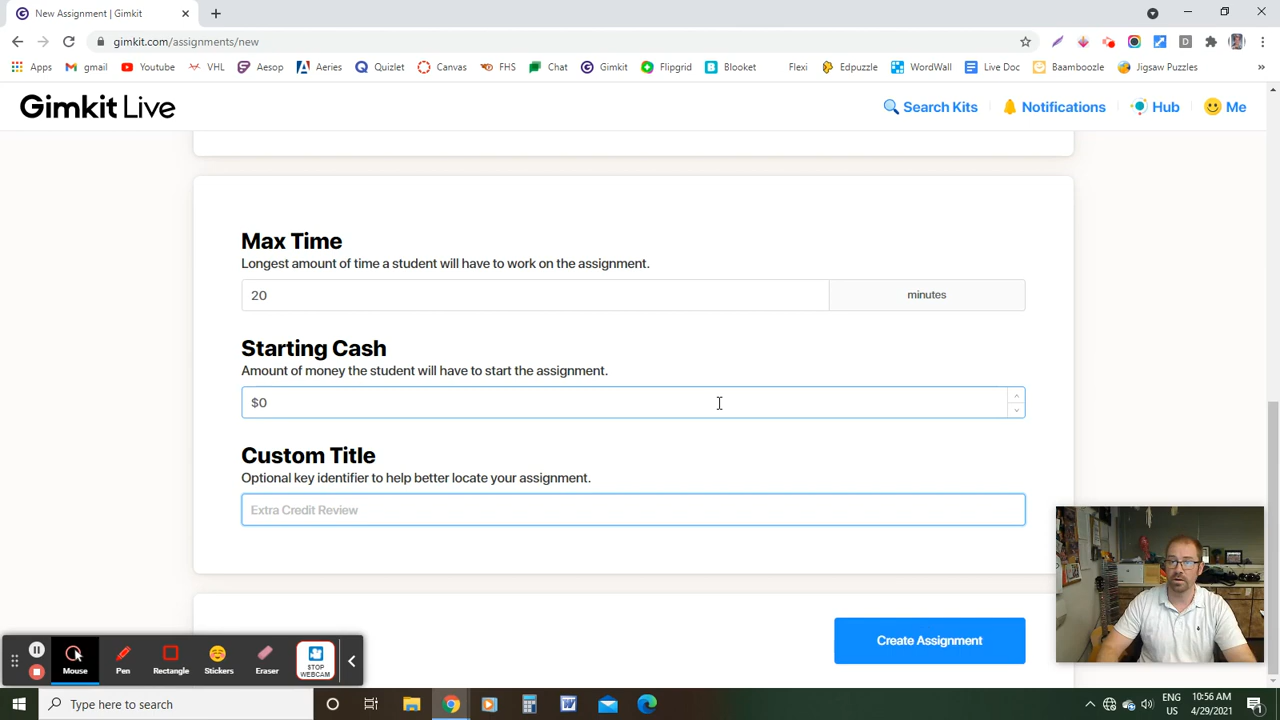 New Assignment | Gimkit
gimkit.com/assignments/new
Apps gmail Youtube VHL Aesop Aeries Quizlet Canvas FHS Chat Gimkit Flipgrid Blooket Flexi Edpuzzle WordWall Live Doc Bamboozle Jigsaw Puzzles »
Gimkit Live
Search Kits Notifications Hub Me
Max Time
Longest amount of time a student will have to work on the assignment.
20 minutes
Starting Cash
Amount of money the student will have to start the assignment.
$0
Custom Title
Optional key identifier to help better locate your assignment.
Extra Credit Review
Create Assignment
Mouse Pen Rectangle Stickers Eraser STOP WEBCAM
Type here to search
ENG
US
10:56 AM
4/29/2021